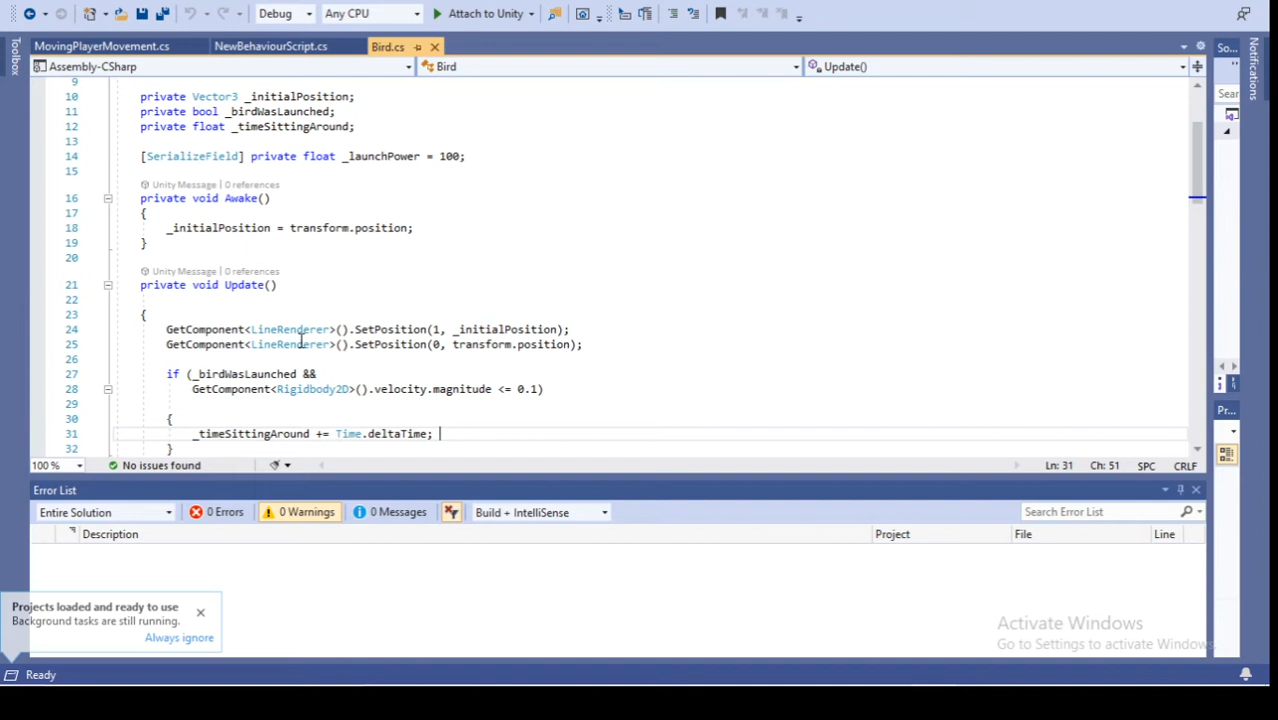 Debug
Any CPU
Attach to Unity
MovingPlayerMovement.cs
NewBehaviourScript.cs
Bird.cs
So...
Toolbox
Notifications
Assembly-CSharp
Bird
Update()
Sear
9
10 private Vector3 _initialPosition;
11 private bool _birdWasLaunched;
12 private float _timeSittingAround;
13
14 [SerializeField] private float _launchPower = 100;
15
Unity Message | 0 references
16 private void Awake()
17 {
18 _initialPosition = transform.position;
19 }
20
Unity Message | 0 references
21 private void Update()
22
23 {
24 GetComponent<LineRenderer>().SetPosition(1, _initialPosition);
25 GetComponent<LineRenderer>().SetPosition(0, transform.position);
26
27 if (_birdWasLaunched &&
28 GetComponent<Rigidbody2D>().velocity.magnitude <= 0.1)
29
30 {
31 _timeSittingAround += Time.deltaTime;
32 }
Pr...
100 %
No issues found
Ln: 31 Ch: 51 SPC CRLF
Error List
Entire Solution
0 Errors
0 Warnings
0 Messages
Build + IntelliSense
Search Error List
Description
Project
File
Line
Projects loaded and ready to use
Background tasks are still running.
Always ignore
Activate Windows
Go to Settings to activate Windows.
Ready